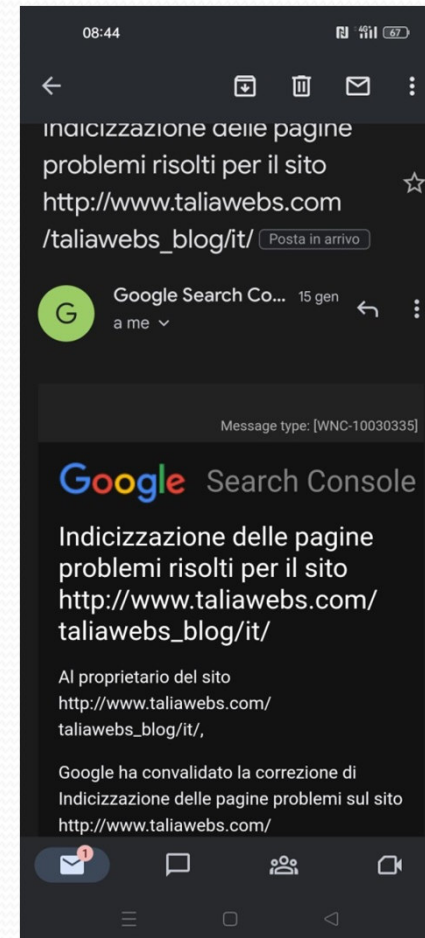 08:44
4G
67
Indicizzazione delle pagine
problemi risolti per il sito
http://www.taliawebs.com
/taliawebs_blog/it/ Posta in arrivo
G
Google Search Co... 15 gen
a me
Message type: [WNC-10030335]
Google Search Console
Indicizzazione delle pagine
problemi risolti per il sito
http://www.taliawebs.com/
taliawebs_blog/it/
Al proprietario del sito
http://www.taliawebs.com/
taliawebs_blog/it/,
Google ha convalidato la correzione di
Indicizzazione delle pagine problemi sul sito
http://www.taliawebs.com/
1